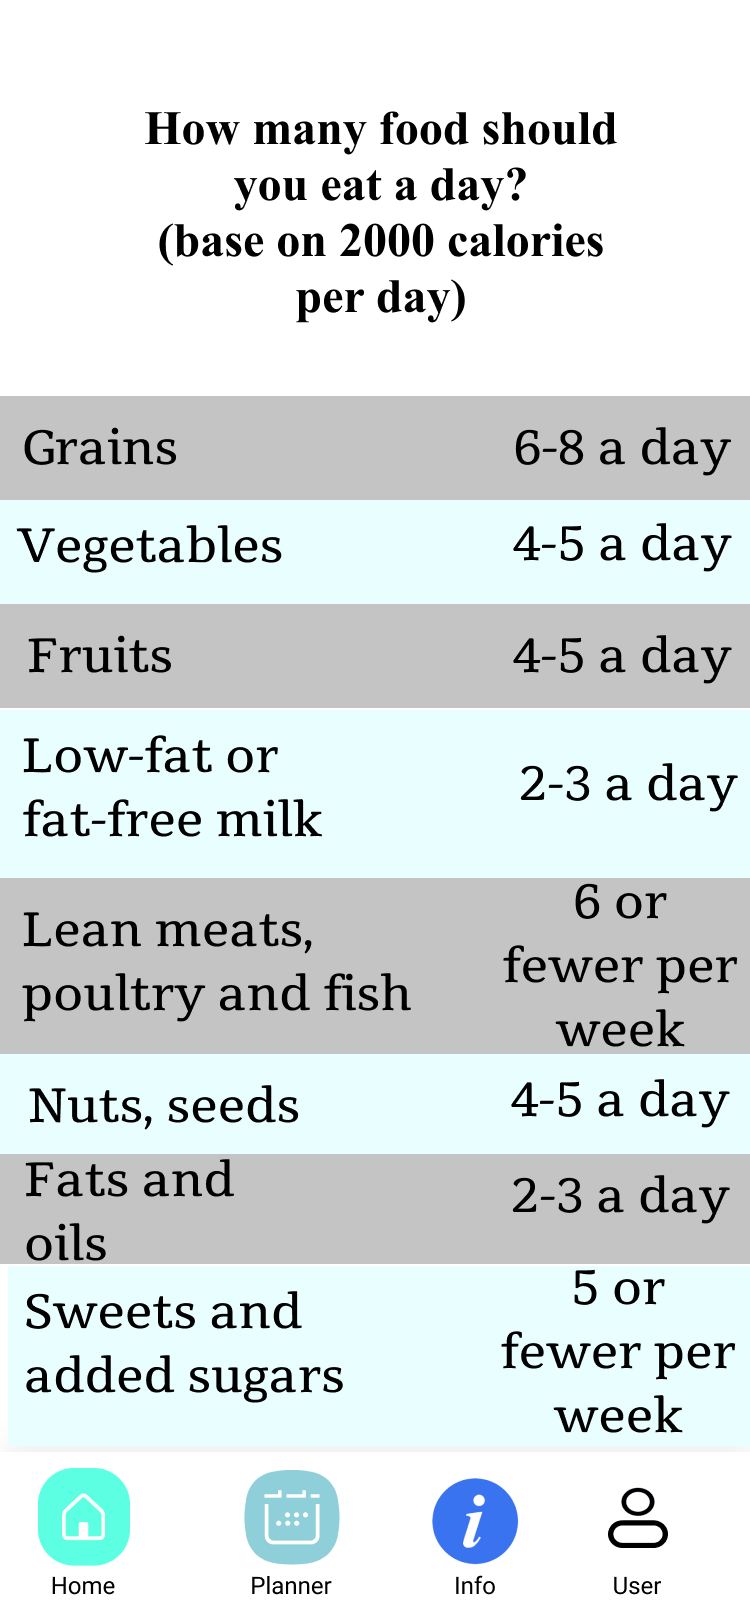 How many food should
you eat a day?
(base on 2000 calories
per day)
Grains 6-8 a day
Vegetables 4-5 a day
Fruits 4-5 a day
Low-fat or
fat-free milk
2-3 a day
Lean meats,
poultry and fish
6 or
fewer per
week
Nuts, seeds 4-5 a day
Fats and
oils
2-3 a day
Sweets and
added sugars
5 or
fewer per
week
Home Planner Info User